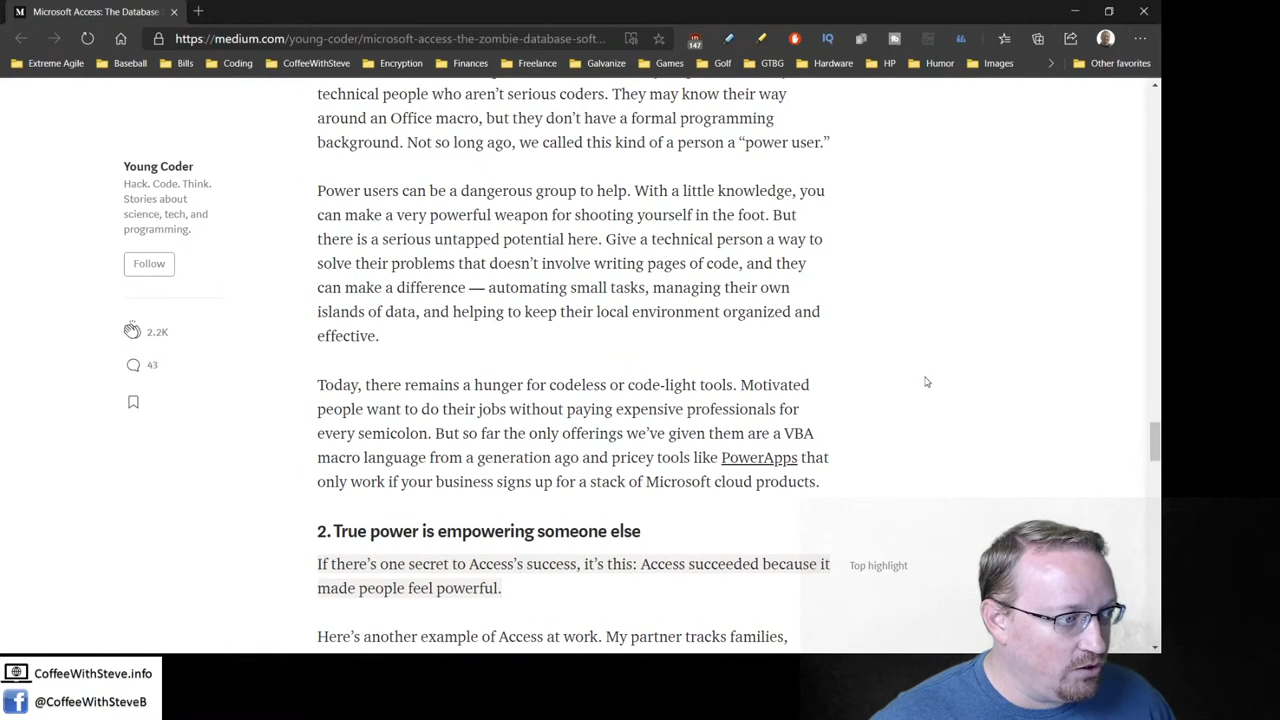 Microsoft Access: The Database
https://medium.com/young-coder/microsoft-access-the-zombie-database-soft...
147
IQ
Extreme Agile
Baseball
Bills
Coding
CoffeeWithSteve
Encryption
Finances
Freelance
Galvanize
Games
Golf
GTBG
Hardware
HP
Humor
Images
Other favorites
technical people who aren't serious coders. They may know their way
around an Office macro, but they don't have a formal programming
background. Not so long ago, we called this kind of a person a “power user.”
Young Coder
Hack. Code. Think.
Stories about
science, tech, and
programming.
Follow
2.2K
43
Power users can be a dangerous group to help. With a little knowledge, you
can make a very powerful weapon for shooting yourself in the foot. But
there is a serious untapped potential here. Give a technical person a way to
solve their problems that doesn't involve writing pages of code, and they
can make a difference — automating small tasks, managing their own
islands of data, and helping to keep their local environment organized and
effective.
Today, there remains a hunger for codeless or code-light tools. Motivated
people want to do their jobs without paying expensive professionals for
every semicolon. But so far the only offerings we've given them are a VBA
macro language from a generation ago and pricey tools like PowerApps that
only work if your business signs up for a stack of Microsoft cloud products.
2. True power is empowering someone else
If there's one secret to Access's success, it's this: Access succeeded because it
made people feel powerful.
Top highlight
Here's another example of Access at work. My partner tracks families,
CoffeeWithSteve.info
@CoffeeWithSteveB